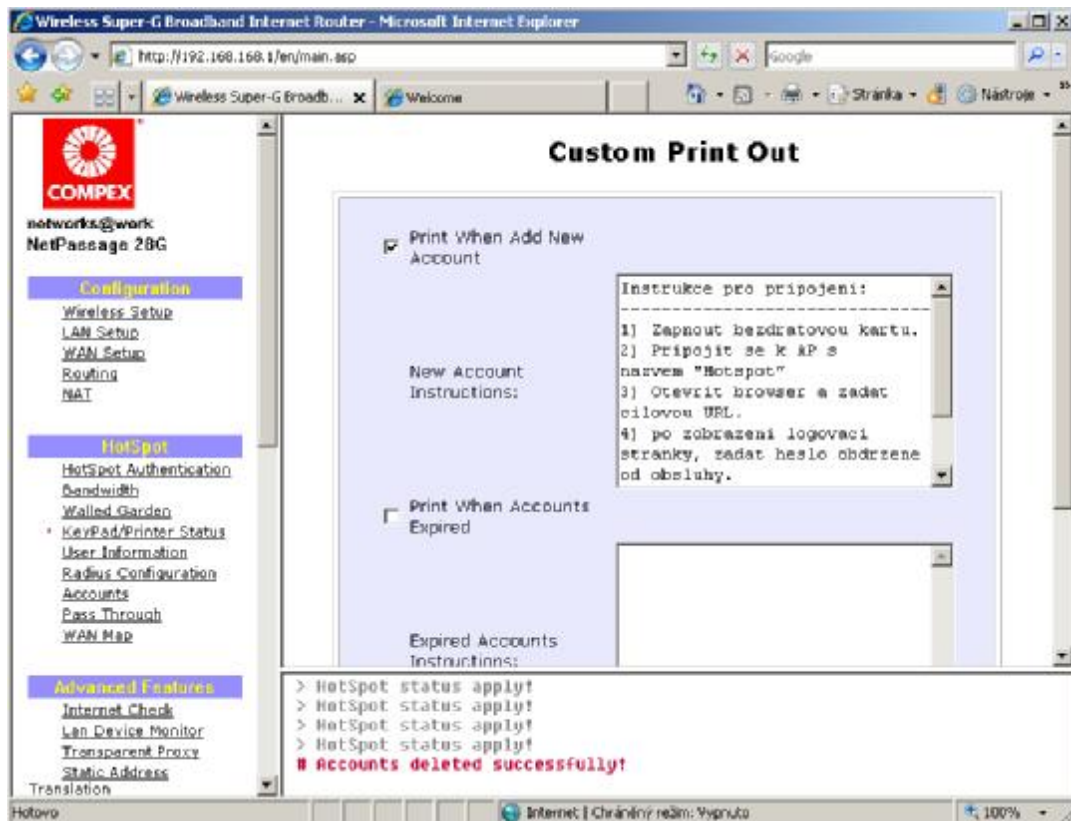 Wireless Super-G Broadband Internet Router - Microsoft Internet Explorer
http://192.168.168.1/en/main.asp
Google
Wireless Super-G Broadb...
Welcome
Stránka
Nástroje
COMPEX
networks@work
NetPassage 28G
Configuration
Wireless Setup
LAN Setup
WAN Setup
Routing
NAT
HotSpot
HotSpot Authentication
Bandwidth
Walled Garden
KeyPad/Printer Status
User Information
Radius Configuration
Accounts
Pass Through
WAN Map
Advanced Features
Internet Check
Lan Device Monitor
Transparent Proxy
Static Address
Translation
Custom Print Out
Print When Add New
Account
New Account
Instructions:
Instrukce pro pripojeni:
--------------------------------
1) Zapnout bezdratovou kartu.
2) Pripojit se k AP s
nazvem "Hotspot"
3) Otevrit browser a zadat
cilovou URL.
4) po zobrazeni logovaci
stranky, zadat heslo obdrzene
od obsluhy.
Print When Accounts
Expired
Expired Accounts
Instructions:
> HotSpot status apply!
> HotSpot status apply!
> HotSpot status apply!
> HotSpot status apply!
# Accounts deleted successfully!
Hotovo
Internet | Chráněný režim: Vypnuto
100%